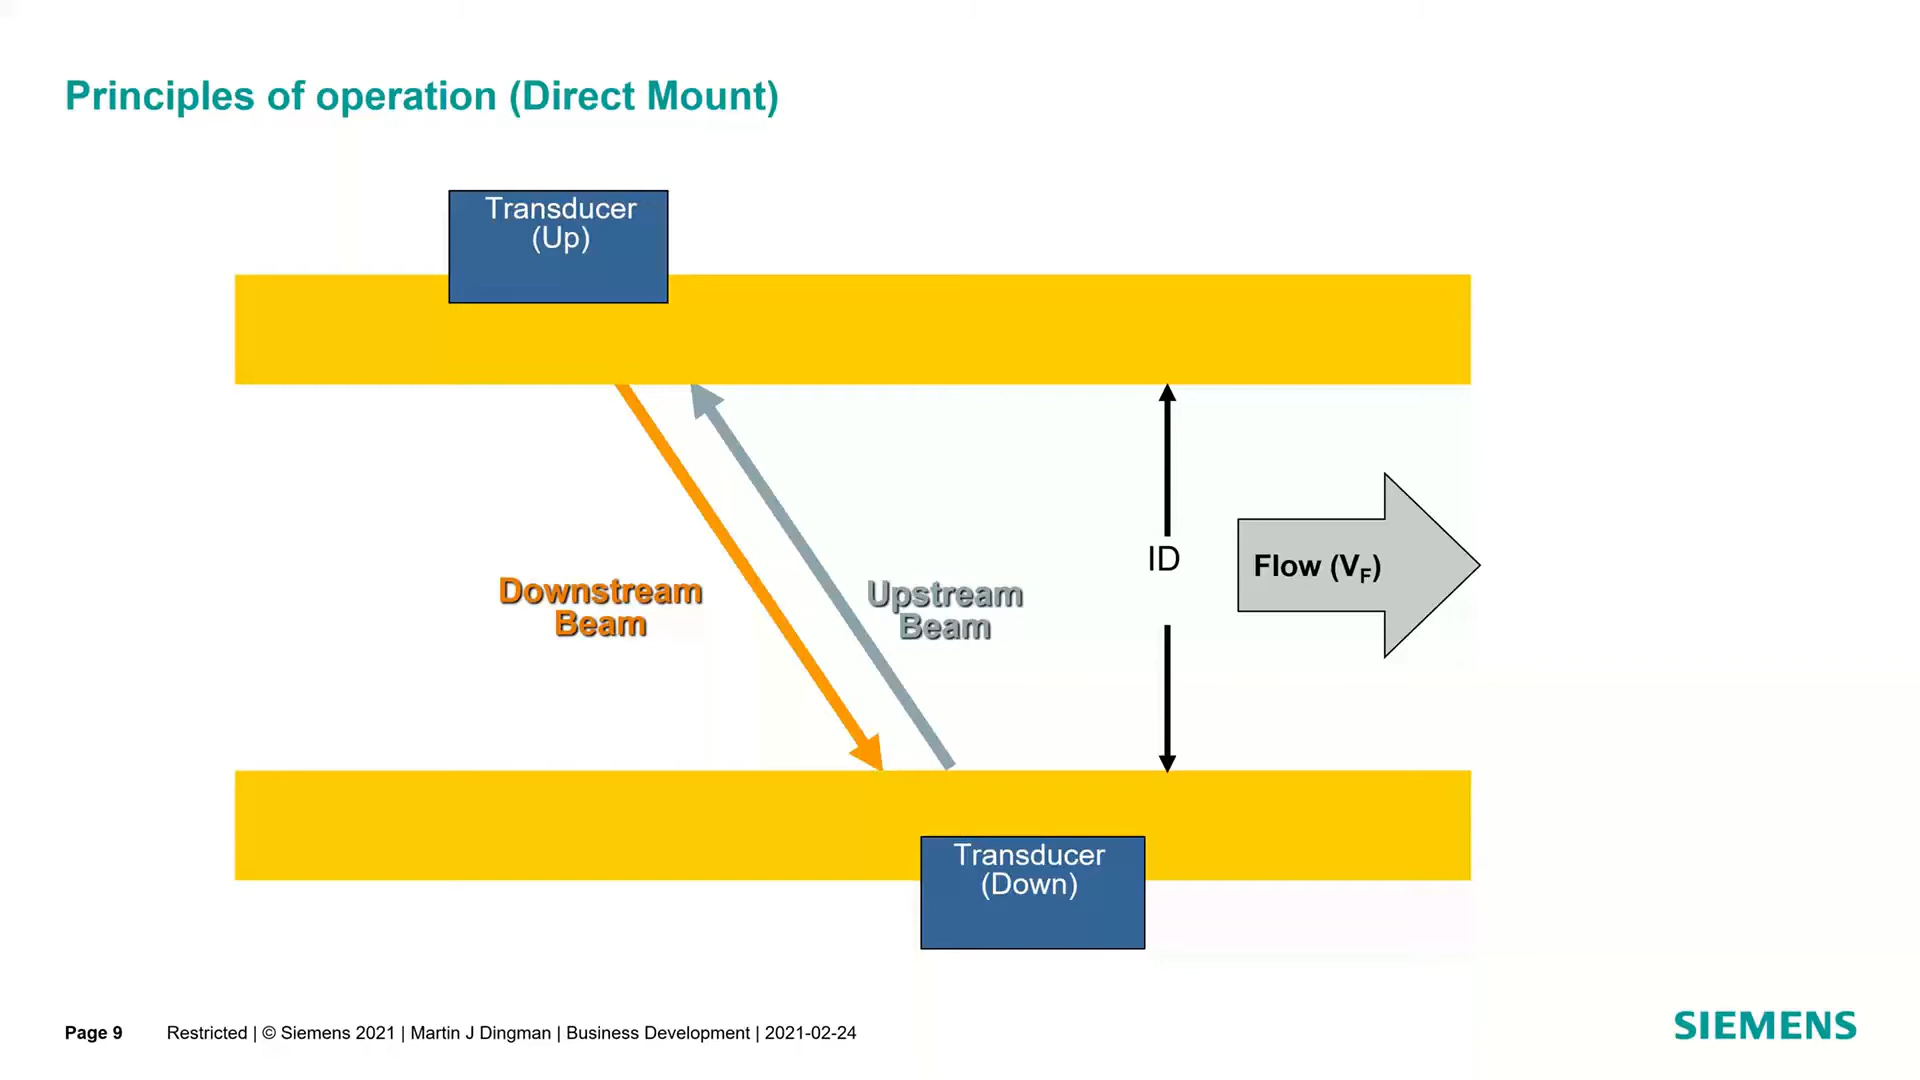 Principles of operation (Direct Mount)
Transducer
(Up)
Downstream
Beam
Upstream
Beam
ID
Flow (VF)
Transducer
(Down)
Page 9 Restricted | © Siemens 2021 | Martin J Dingman | Business Development | 2021-02-24
SIEMENS